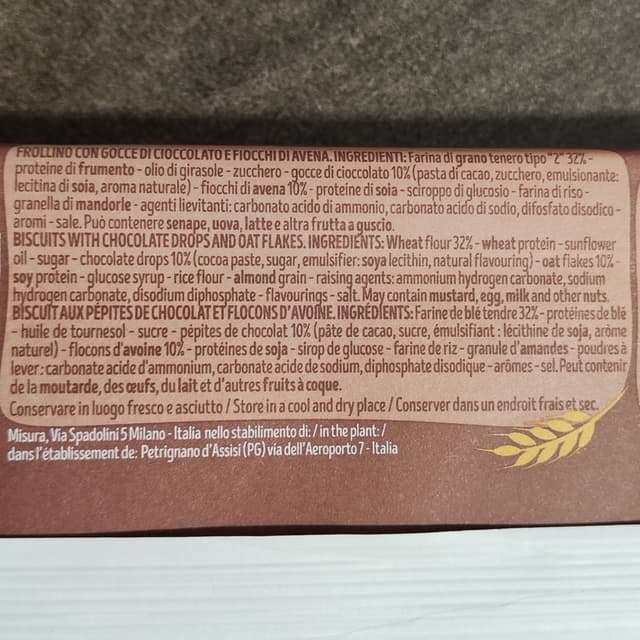 FROLLINO CON GOCCE DI CIOCCOLATO E FIOCCHI DI AVENA. INGREDIENTI: Farina di grano tenero tipo "2" 32% -
proteine di frumento - olio di girasole - zucchero - gocce di cioccolato 10% (pasta di cacao, zucchero, emulsionante:
lecitina di soia, aroma naturale) - fiocchi di avena 10% - proteine di soia - sciroppo di glucosio - farina di riso -
granella di mandorle - agenti lievitanti: carbonato acido di ammonio, carbonato acido di sodio, difosfato disodico -
aromi - sale. Può contenere senape, uova, latte e altra frutta a guscio.
BISCUITS WITH CHOCOLATE DROPS AND OAT FLAKES. INGREDIENTS: Wheat flour 32% - wheat protein - sunflower
oil - sugar - chocolate drops 10% (cocoa paste, sugar, emulsifier: soya lecithin, natural flavouring) - oat flakes 10% -
soy protein - glucose syrup - rice flour - almond grain - raising agents: ammonium hydrogen carbonate, sodium
hydrogen carbonate, disodium diphosphate - flavourings - salt. May contain mustard, egg, milk and other nuts.
BISCUIT AUX PÉPITES DE CHOCOLAT ET FLOCONS D'AVOINE. INGRÉDIENTS: Farine de blé tendre 32% - protéines de blé
- huile de tournesol - sucre - pépites de chocolat 10% (pâte de cacao, sucre, émulsifiant : lécithine de soja, arôme
naturel) - flocons d'avoine 10% - protéines de soja - sirop de glucose - farine de riz - granule d'amandes - poudres à
lever : carbonate acide d'ammonium, carbonate acide de sodium, diphosphate disodique - arômes - sel. Peut contenir
de la moutarde, des œufs, du lait et d'autres fruits à coque.
Conservare in luogo fresco e asciutto / Store in a cool and dry place / Conserver dans un endroit frais et sec.
Misura, Via Spadolini 5 Milano - Italia nello stabilimento di: / in the plant: /
dans l'établissement de: Petrignano d'Assisi (PG) via dell'Aeroporto 7 - Italia